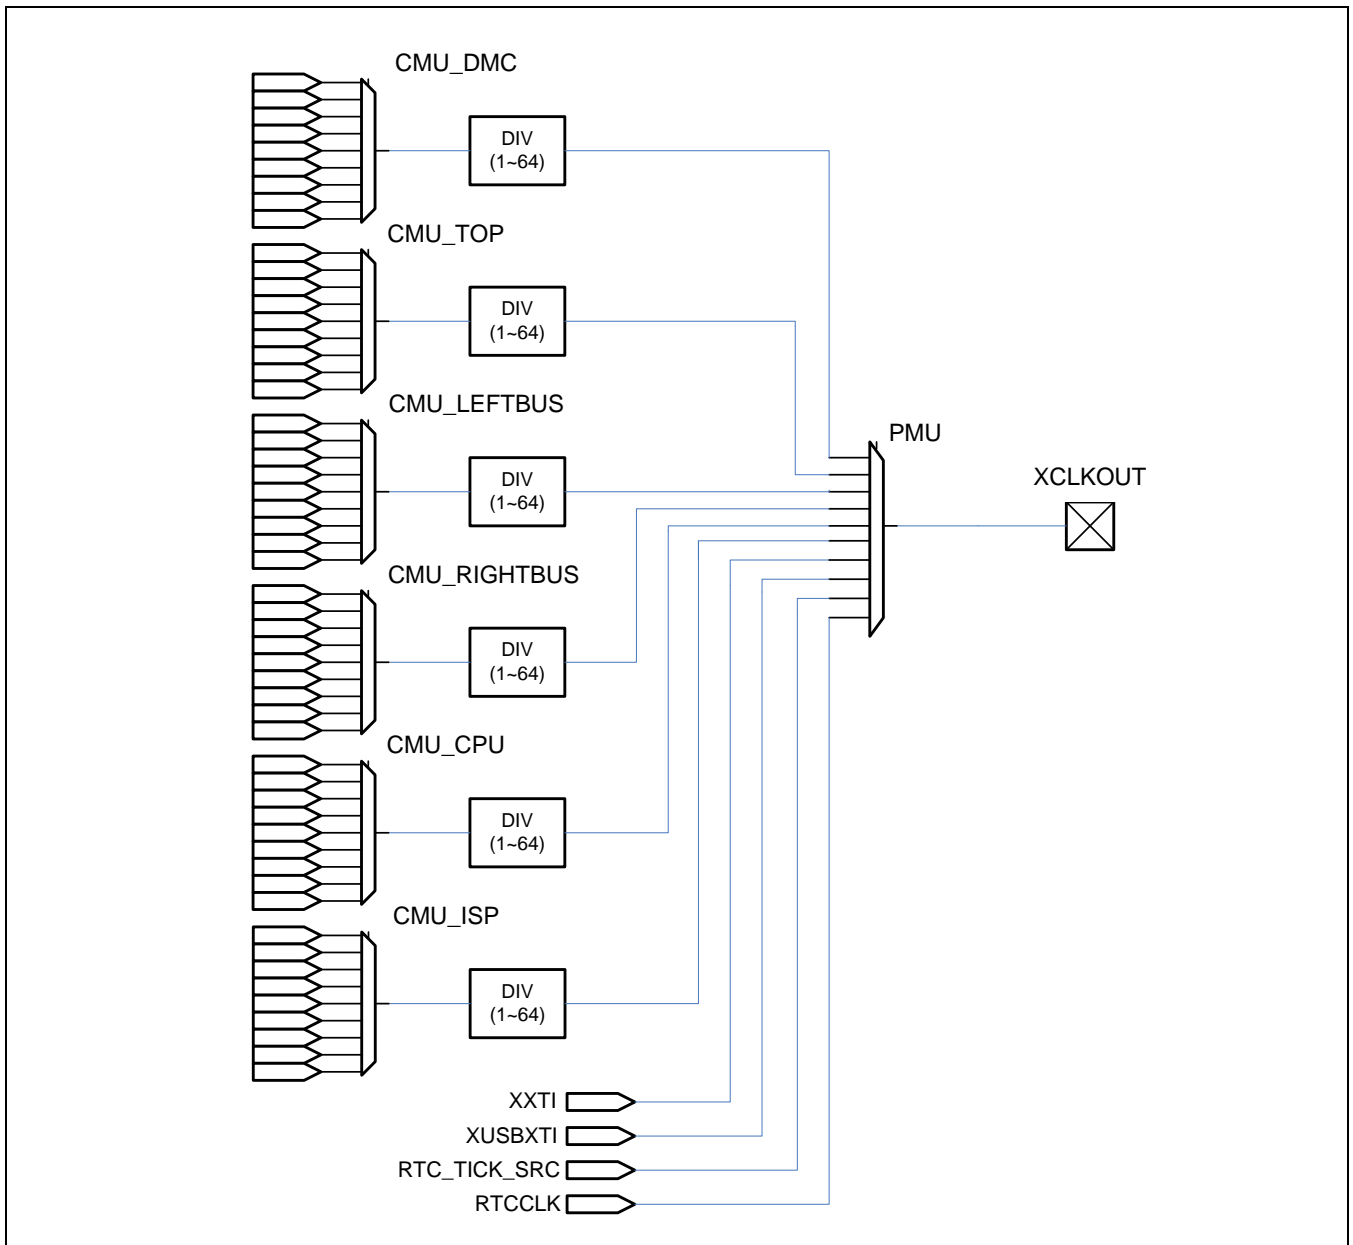 CMU_DMC
DIV
(1~64)
CMU_TOP
DIV
(1~64)
CMU_LEFTBUS
DIV
(1~64)
PMU
XCLKOUT
CMU_RIGHTBUS
DIV
(1~64)
CMU_CPU
DIV
(1~64)
CMU_ISP
DIV
(1~64)
XXTI
XUSBXTI
RTC_TICK_SRC
RTCCLK